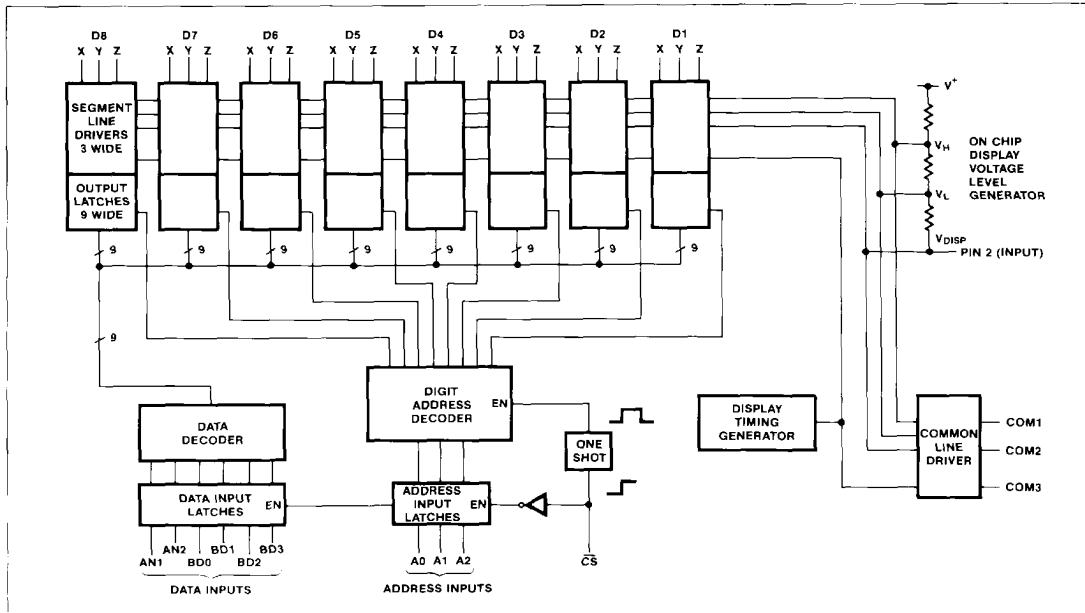 D8 D7 D6 D5 D4 D3 D2 D1
X Y Z X Y Z X Y Z X Y Z X Y Z X Y Z X Y Z X Y Z
SEGMENT
LINE
DRIVERS
3 WIDE
OUTPUT
LATCHES
9 WIDE
V+
VH
ON CHIP
DISPLAY
VOLTAGE
LEVEL
GENERATOR
VL
VDISP
PIN 2 (INPUT)
9 9 9 9 9 9 9 9
9
DIGIT
ADDRESS
DECODER
EN
ONE
SHOT
DISPLAY
TIMING
GENERATOR
COMMON
LINE
DRIVER
COM1
COM2
COM3
DATA
DECODER
DATA INPUT
LATCHES
EN
ADDRESS
INPUT
LATCHES
EN
AN1 AN2 BD0 BD1 BD2 BD3
DATA INPUTS
A0 A1 A2
ADDRESS INPUTS
C̅S̅